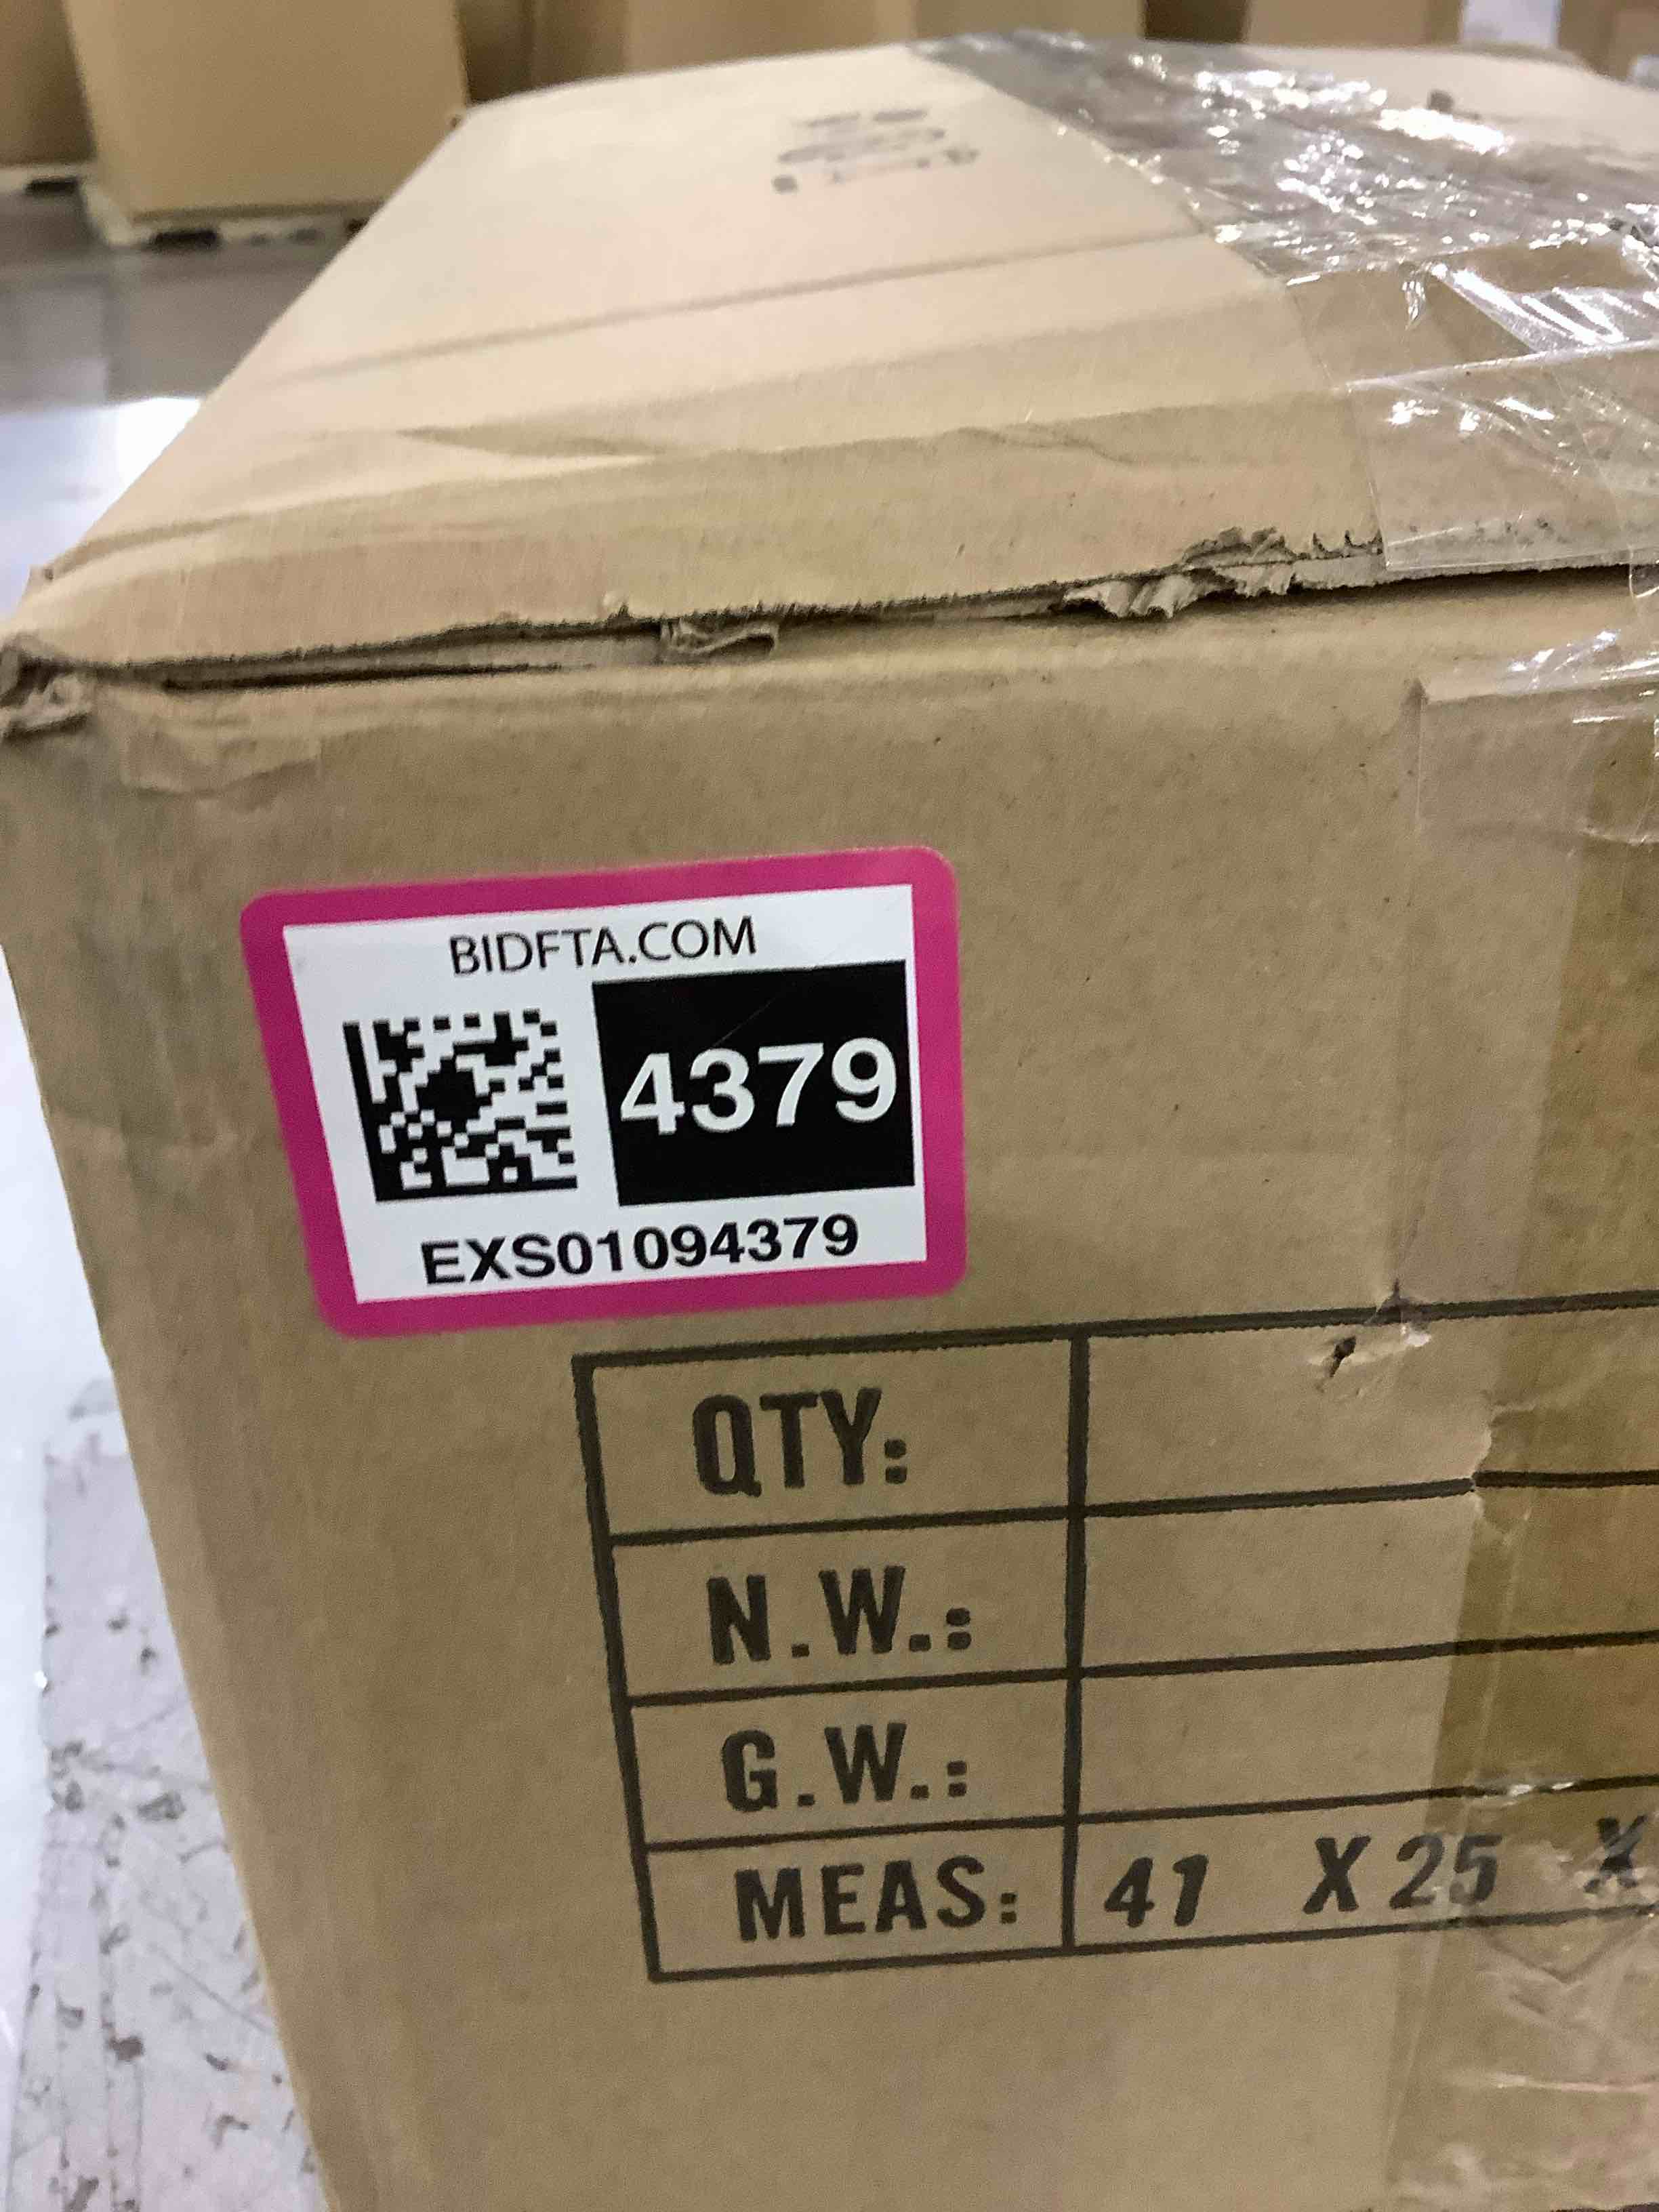 BIDFTA.COM
4379
EXS01094379
QTY:
N.W.:
G.W.:
MEAS: 41 X 25 X